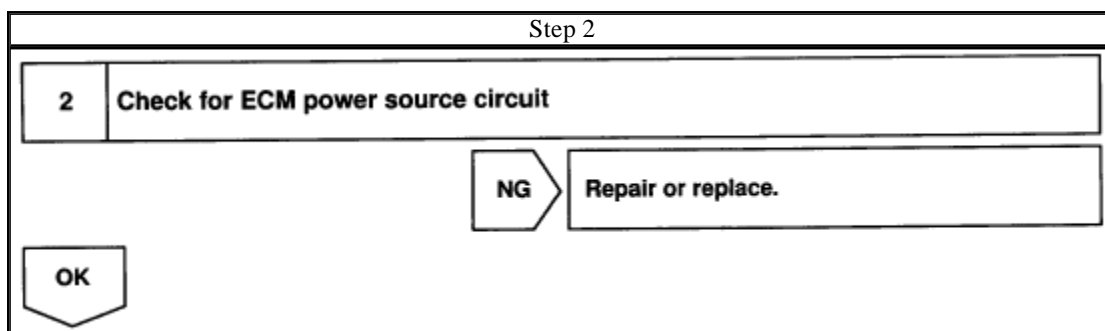 Step 2
2 Check for ECM power source circuit
NG Repair or replace.
OK